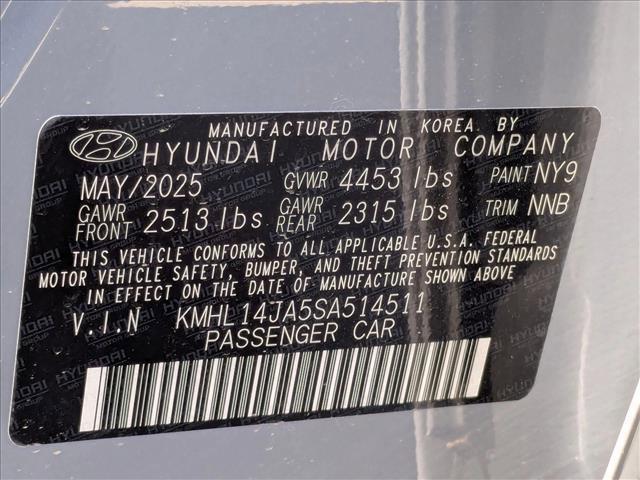 MANUFACTURED IN KOREA. BY
HYUNDAI MOTOR COMPANY
MAY/2025 GVWR 4453 lbs PAINT NY9
GAWR FRONT 2513 lbs GAWR REAR 2315 lbs TRIM NNB
THIS VEHICLE CONFORMS TO ALL APPLICABLE U.S.A. FEDERAL
MOTOR VEHICLE SAFETY, BUMPER, AND THEFT PREVENTION STANDARDS
IN EFFECT ON THE DATE OF MANUFACTURE SHOWN ABOVE
V.I.N KMHL14JA5SA514511
PASSENGER CAR